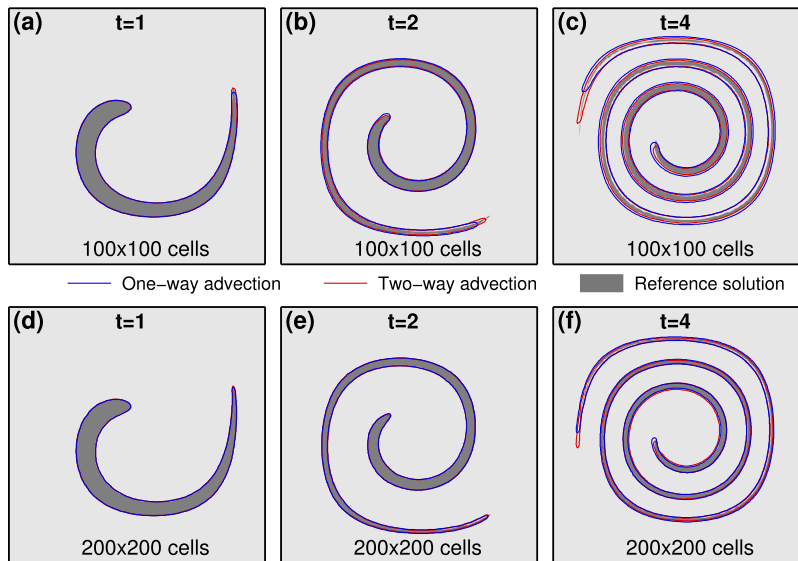 (a) t=1
100x100 cells
(b) t=2
100x100 cells
(c) t=4
100x100 cells
One−way advection
Two−way advection
Reference solution
(d) t=1
200x200 cells
(e) t=2
200x200 cells
(f) t=4
200x200 cells